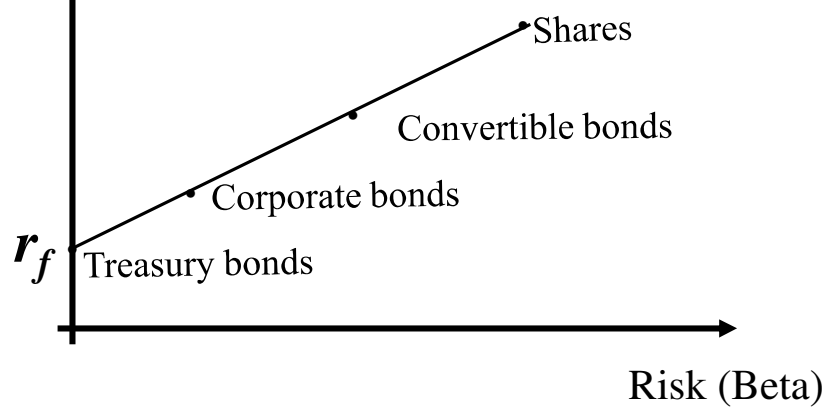 Shares
Convertible bonds
Corporate bonds
r_f
Treasury bonds
Risk (Beta)